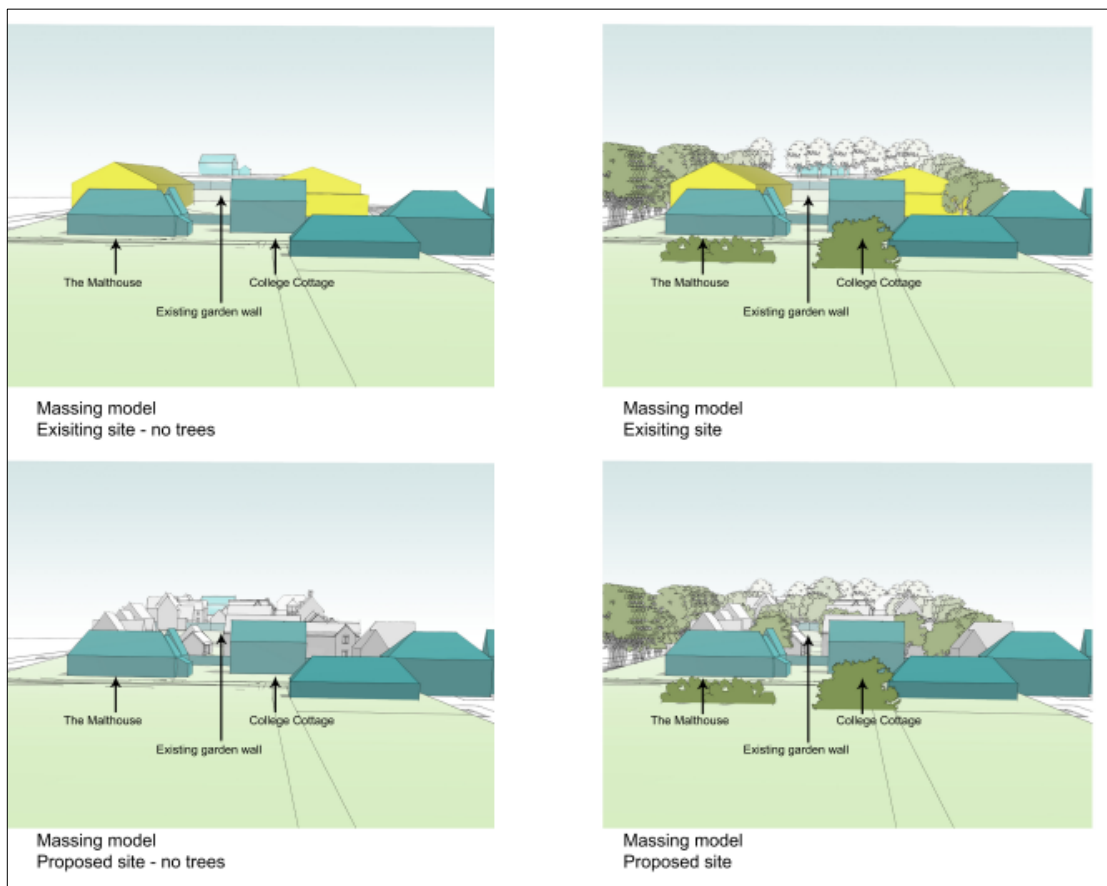 The Malthouse
College Cottage
Existing garden wall
Massing model
Exisiting site - no trees
The Malthouse
College Cottage
Existing garden wall
Massing model
Exisiting site
The Malthouse
College Cottage
Existing garden wall
Massing model
Proposed site - no trees
The Malthouse
College Cottage
Existing garden wall
Massing model
Proposed site